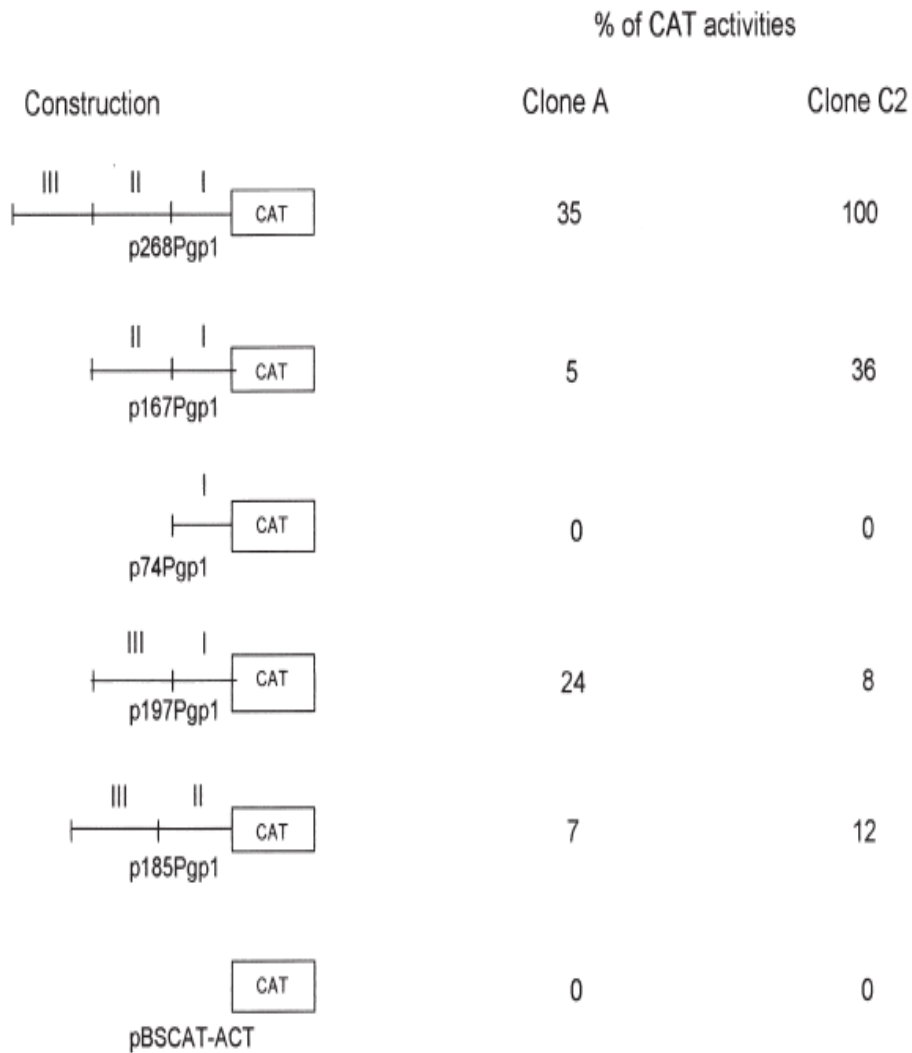 % of CAT activities
Construction Clone A Clone C2
III II I
CAT 35 100
p268Pgp1
II I
CAT 5 36
p167Pgp1
I
CAT 0 0
p74Pgp1
III I
CAT 24 8
p197Pgp1
III II
CAT 7 12
p185Pgp1
CAT 0 0
pBSCAT-ACT